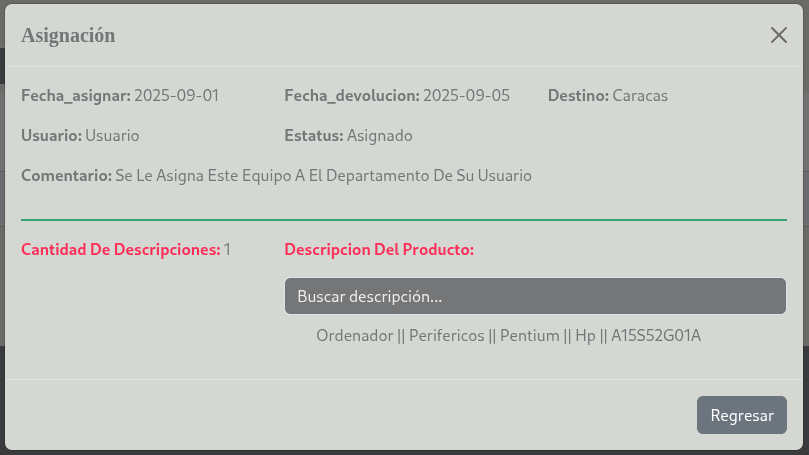 Asignación
Fecha_asignar: 2025-09-01 Fecha_devolucion: 2025-09-05 Destino: Caracas
Usuario: Usuario Estatus: Asignado
Comentario: Se Le Asigna Este Equipo A El Departamento De Su Usuario
Cantidad De Descripciones: 1 Descripcion Del Producto:
Buscar descripción...
Ordenador || Perifericos || Pentium || Hp || A15S52G01A
Regresar